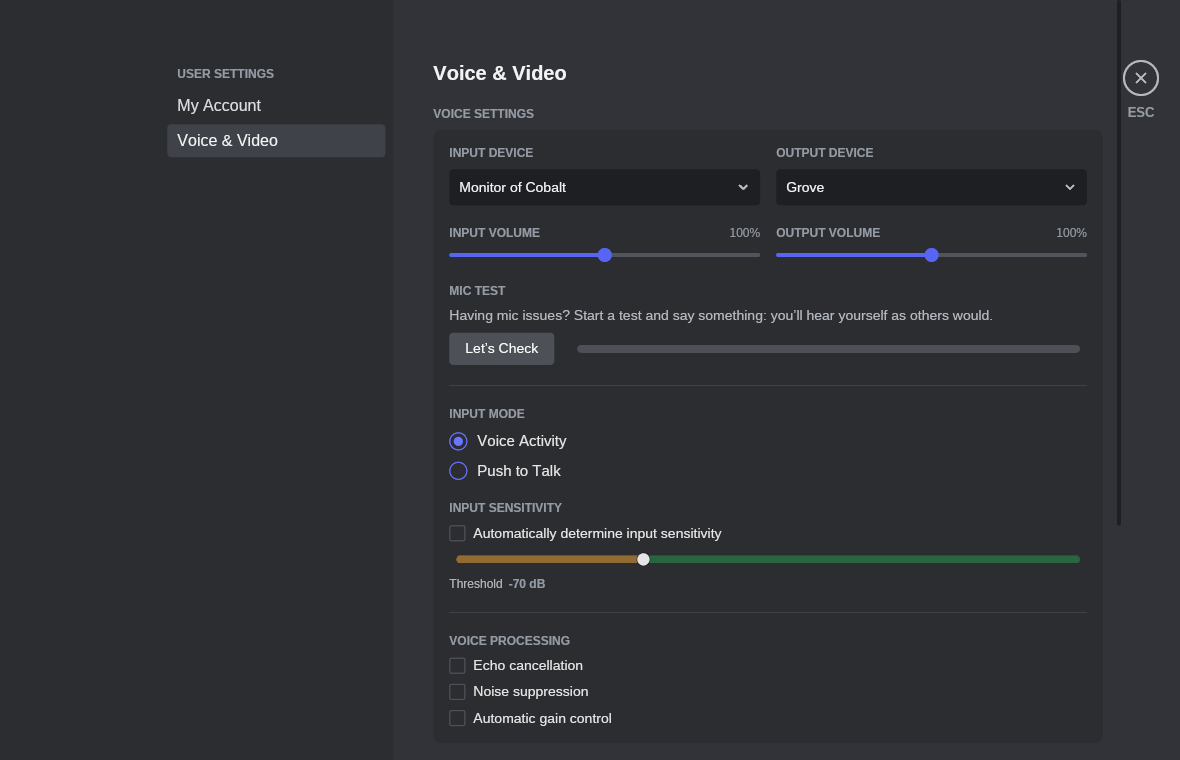 USER SETTINGS
My Account
Voice & Video
Voice & Video
ESC
VOICE SETTINGS
INPUT DEVICE
OUTPUT DEVICE
Monitor of Cobalt
Grove
INPUT VOLUME 100%
OUTPUT VOLUME 100%
MIC TEST
Having mic issues? Start a test and say something: you’ll hear yourself as others would.
Let’s Check
INPUT MODE
Voice Activity
Push to Talk
INPUT SENSITIVITY
Automatically determine input sensitivity
Threshold -70 dB
VOICE PROCESSING
Echo cancellation
Noise suppression
Automatic gain control